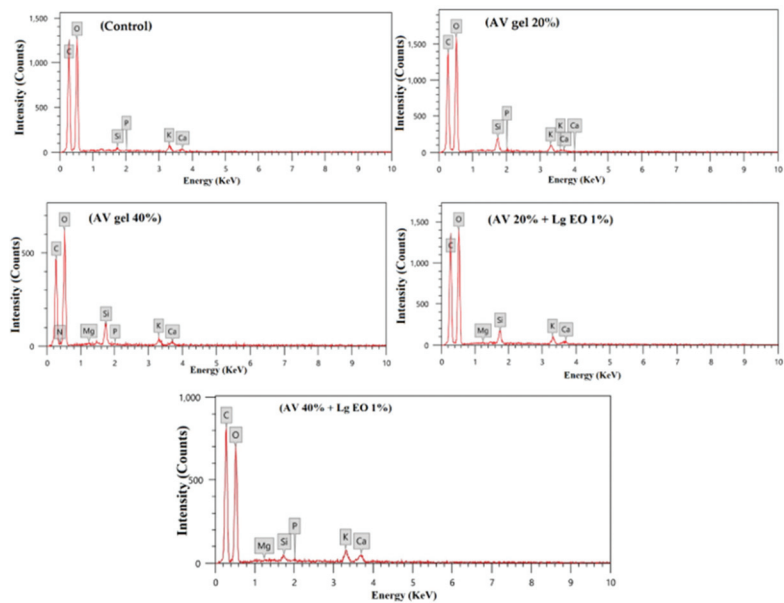 (Control)
Intensity (Counts)
1,500
1,000
500
0
C
O
Si
P
K
Ca
0 1 2 3 4 5 6 7 8 9 10
Energy (KeV)
(AV gel 20%)
Intensity (Counts)
1,500
1,000
500
0
C
O
Si
P
K
K
Ca
Ca
0 1 2 3 4 5 6 7 8 9 10
Energy (KeV)
(AV gel 40%)
Intensity (Counts)
500
0
C
O
N
Mg
Si
P
K
Ca
0 1 2 3 4 5 6 7 8 9 10
Energy (KeV)
(AV 20% + Lg EO 1%)
Intensity (Counts)
1,500
1,000
500
0
C
O
Mg
Si
K
Ca
0 1 2 3 4 5 6 7 8 9 10
Energy (KeV)
(AV 40% + Lg EO 1%)
Intensity (Counts)
1,000
500
0
C
O
Mg
Si
P
K
Ca
0 1 2 3 4 5 6 7 8 9 10
Energy (KeV)